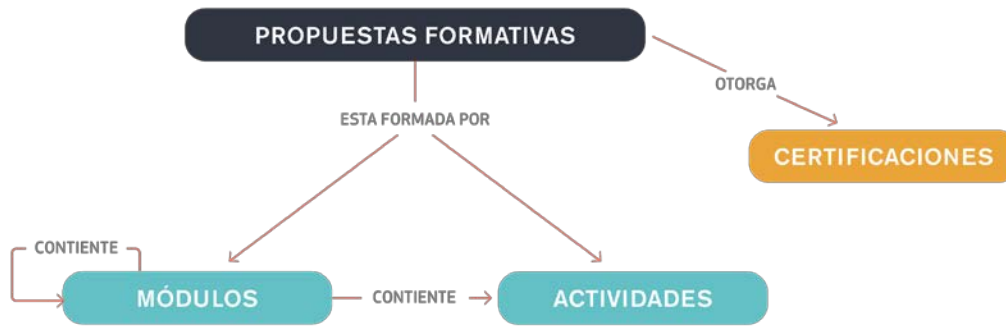 PROPUESTAS FORMATIVAS
OTORGA
ESTA FORMADA POR
CERTIFICACIONES
CONTIENTE
MÓDULOS
CONTIENTE
ACTIVIDADES